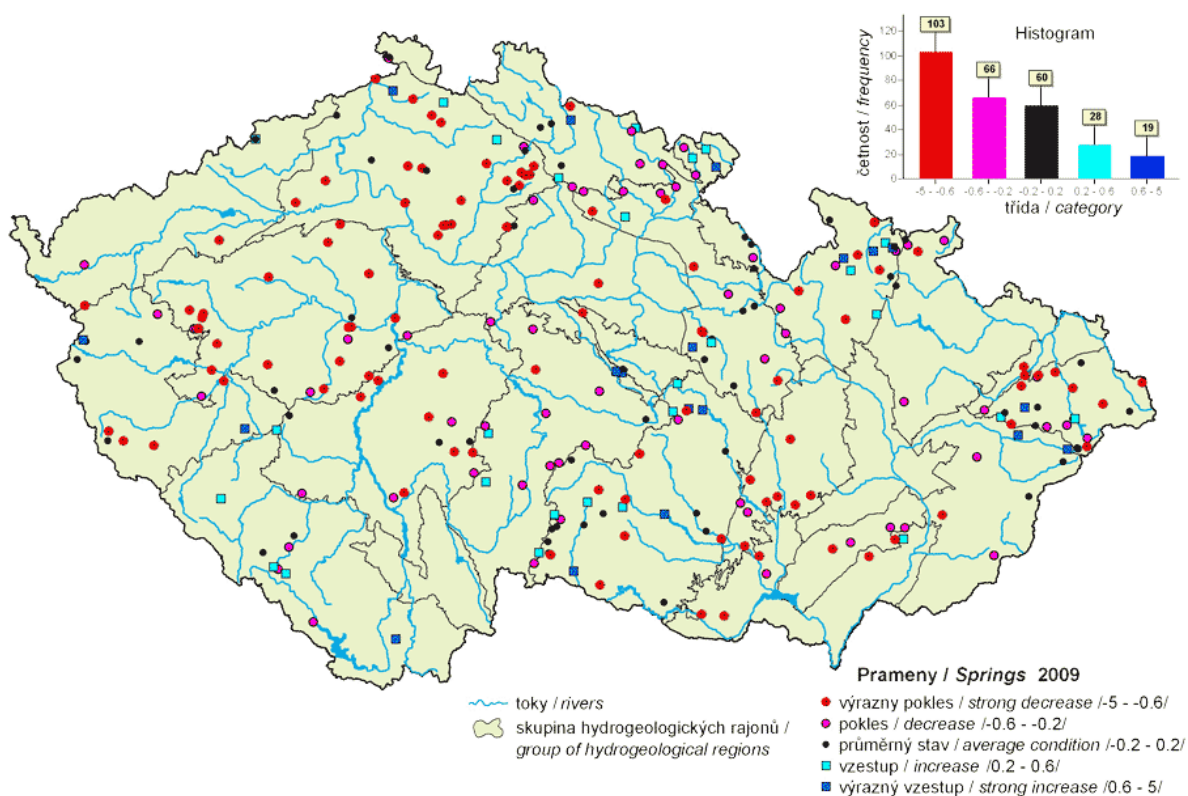 Histogram
četnost / frequency
120
100
80
60
40
20
0
103
66
60
28
19
-5 - -0.6
-0.6 - -0.2
-0.2 - 0.2
0.2 - 0.6
0.6 - 5
třida / category
Prameny / Springs 2009
toky / rivers
skupina hydrogeologických rajonů /
group of hydrogeological regions
výrazny pokles / strong decrease /-5 - -0.6/
pokles / decrease /-0.6 - -0.2/
průměrný stav / average condition /-0.2 - 0.2/
vzestup / increase /0.2 - 0.6/
výrazný vzestup / strong increase /0.6 - 5/